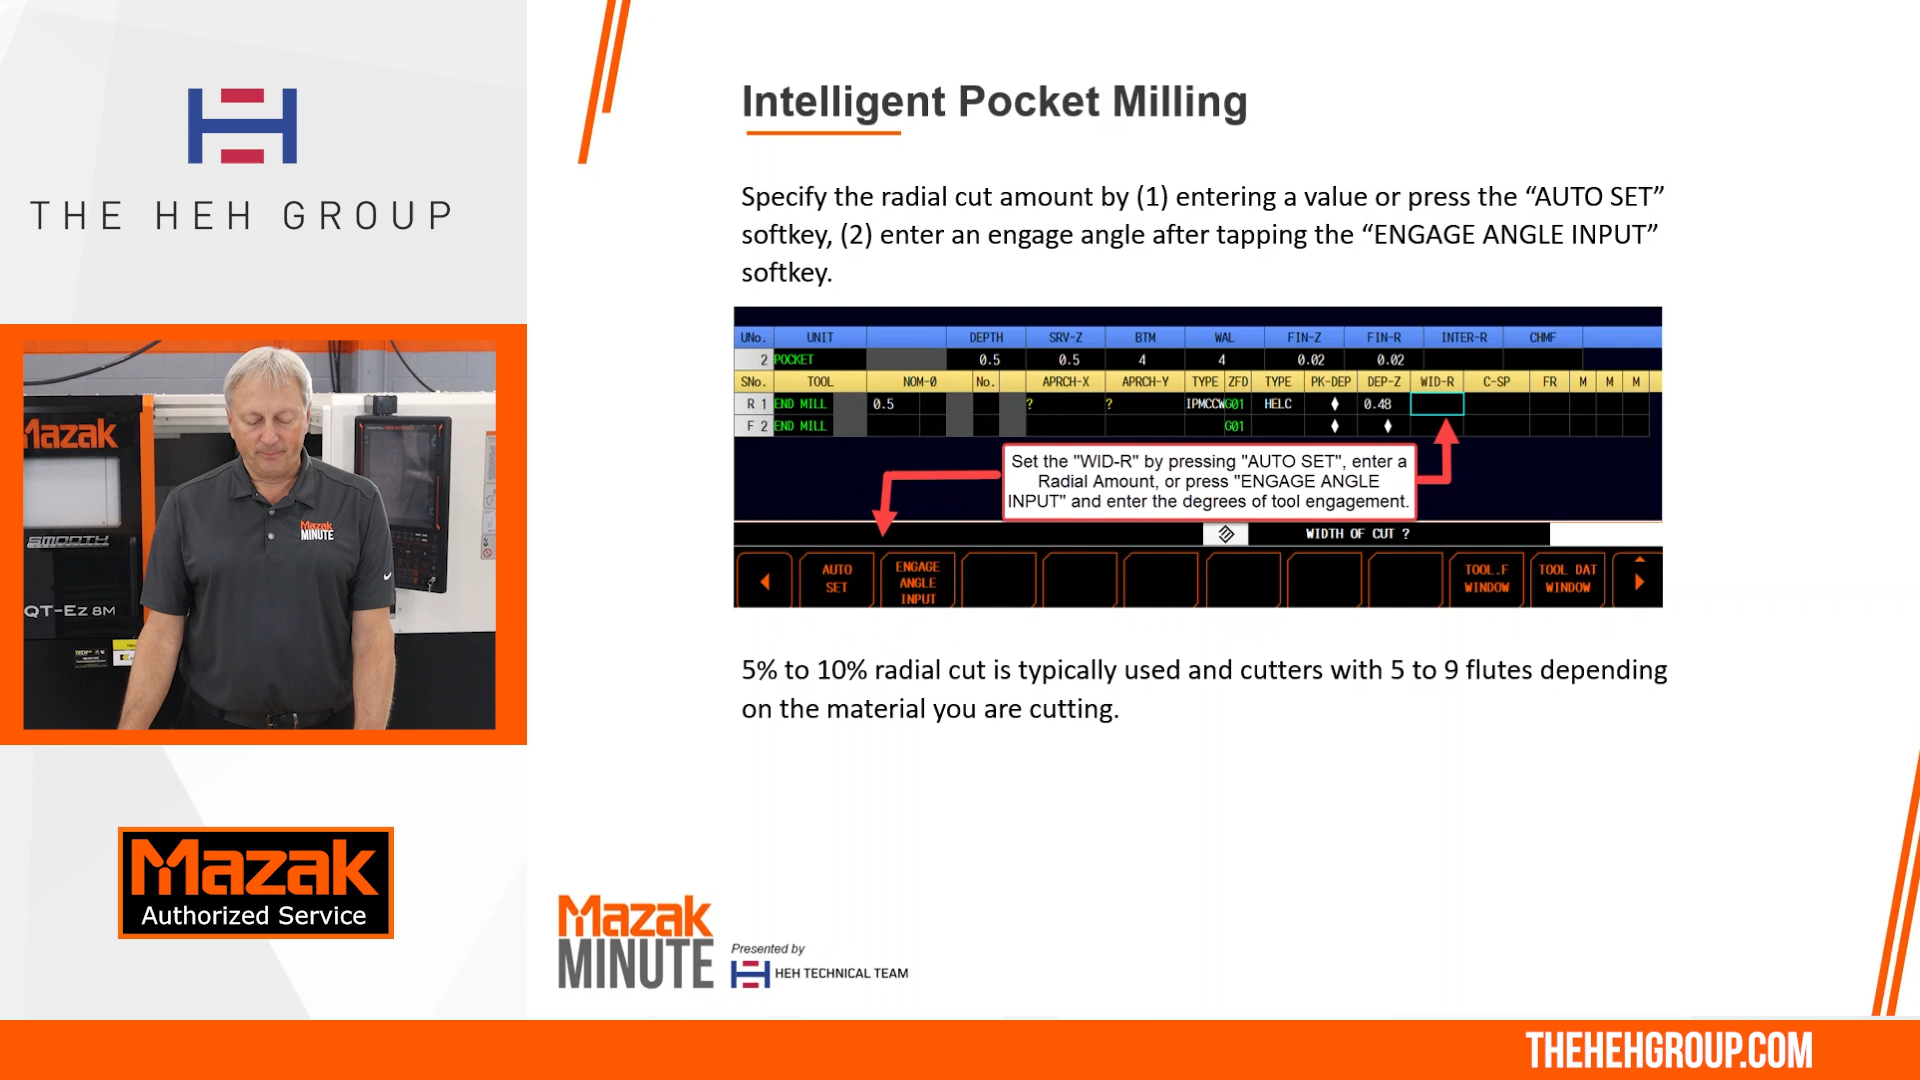 THE HEH GROUP
Mazak
SMOOTH
QT-Ez 8M
Mazak
MINUTE
Mazak
Authorized Service
Intelligent Pocket Milling
Specify the radial cut amount by (1) entering a value or press the “AUTO SET”
softkey, (2) enter an engage angle after tapping the “ENGAGE ANGLE INPUT”
softkey.
UNo. UNIT DEPTH SRV-Z BTM WAL FIN-Z FIN-R INTER-R CHMF
2 POCKET 0.5 0.5 4 4 0.02 0.02
SNo. TOOL NOM-Ø No. APRCH-X APRCH-Y TYPE ZFD TYPE PK-DEP DEP-Z WID-R C-SP FR M M M
R 1 END MILL 0.5 ? ? IPMCCW G01 HELC ♦ 0.48
F 2 END MILL G01 ♦ ♦
Set the "WID-R" by pressing "AUTO SET", enter a
Radial Amount, or press "ENGAGE ANGLE
INPUT" and enter the degrees of tool engagement.
WIDTH OF CUT ?
AUTO
SET
ENGAGE
ANGLE
INPUT
TOOL.F
WINDOW
TOOL DAT
WINDOW
5% to 10% radial cut is typically used and cutters with 5 to 9 flutes depending
on the material you are cutting.
Mazak
MINUTE
Presented by
HEH TECHNICAL TEAM
THEHEHGROUP.COM